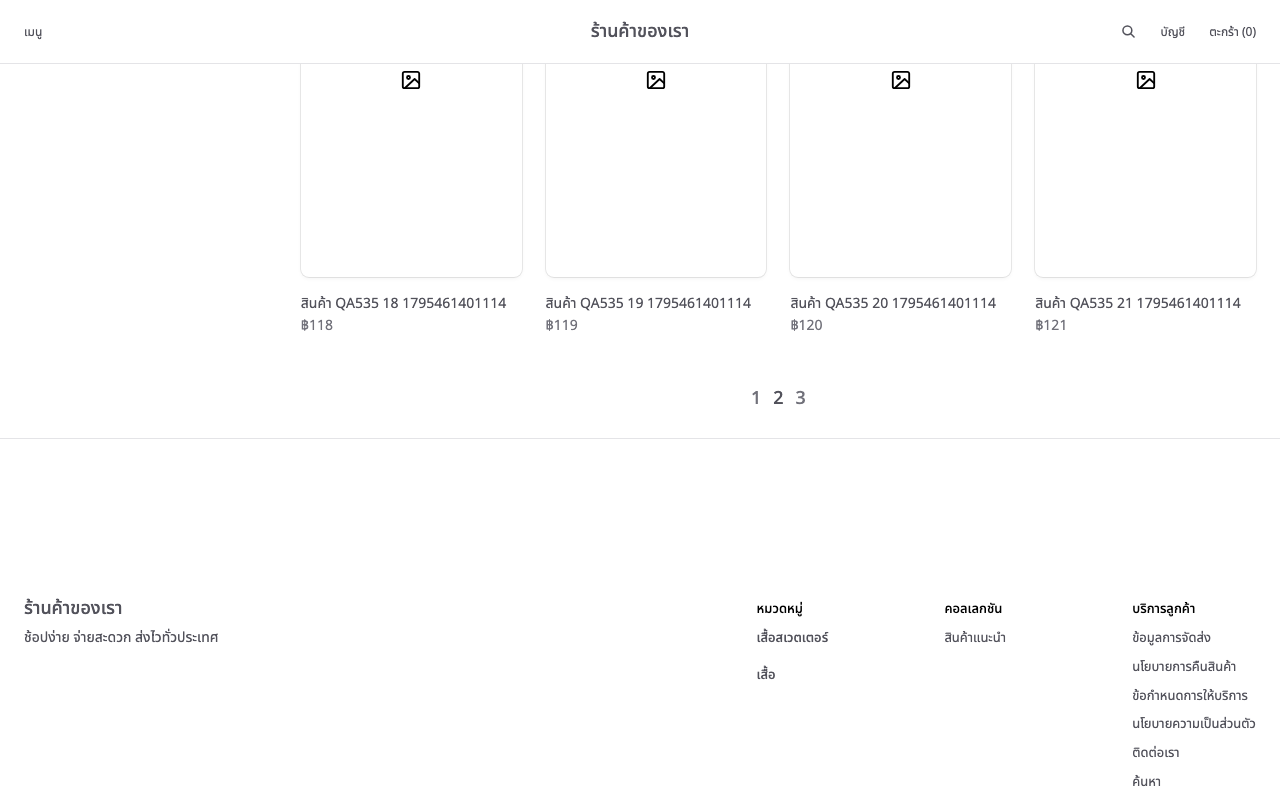 เมนู
ร้านค้าของเรา
บัญชี
ตะกร้า (0)
สินค้า QA535 18 1795461401114
฿118
สินค้า QA535 19 1795461401114
฿119
สินค้า QA535 20 1795461401114
฿120
สินค้า QA535 21 1795461401114
฿121
1 2 3
ร้านค้าของเรา
ช้อปง่าย จ่ายสะดวก ส่งไวทั่วประเทศ
หมวดหมู่
เสื้อสเวตเตอร์
เสื้อ
คอลเลกชัน
สินค้าแนะนำ
บริการลูกค้า
ข้อมูลการจัดส่ง
นโยบายการคืนสินค้า
ข้อกำหนดการให้บริการ
นโยบายความเป็นส่วนตัว
ติดต่อเรา
ค้นหา